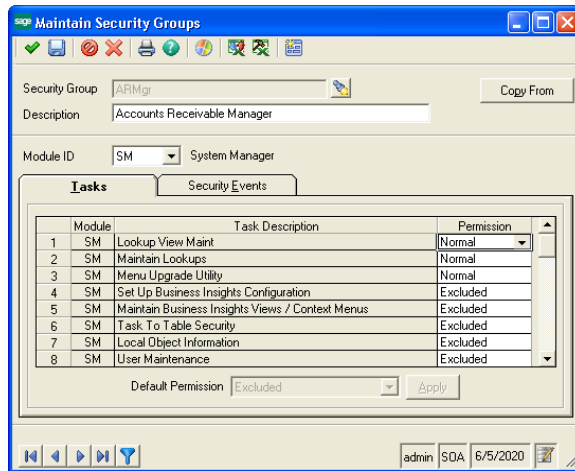 sage Maintain Security Groups
Security Group ARMgr Copy From
Description Accounts Receivable Manager
Module ID SM System Manager
Tasks Security Events
Module Task Description Permission
1 SM Lookup View Maint Normal
2 SM Maintain Lookups Normal
3 SM Menu Upgrade Utility Normal
4 SM Set Up Business Insights Configuration Excluded
5 SM Maintain Business Insights Views / Context Menus Excluded
6 SM Task To Table Security Excluded
7 SM Local Object Information Excluded
8 SM User Maintenance Excluded
Default Permission Excluded Apply
admin SOA 6/5/2020